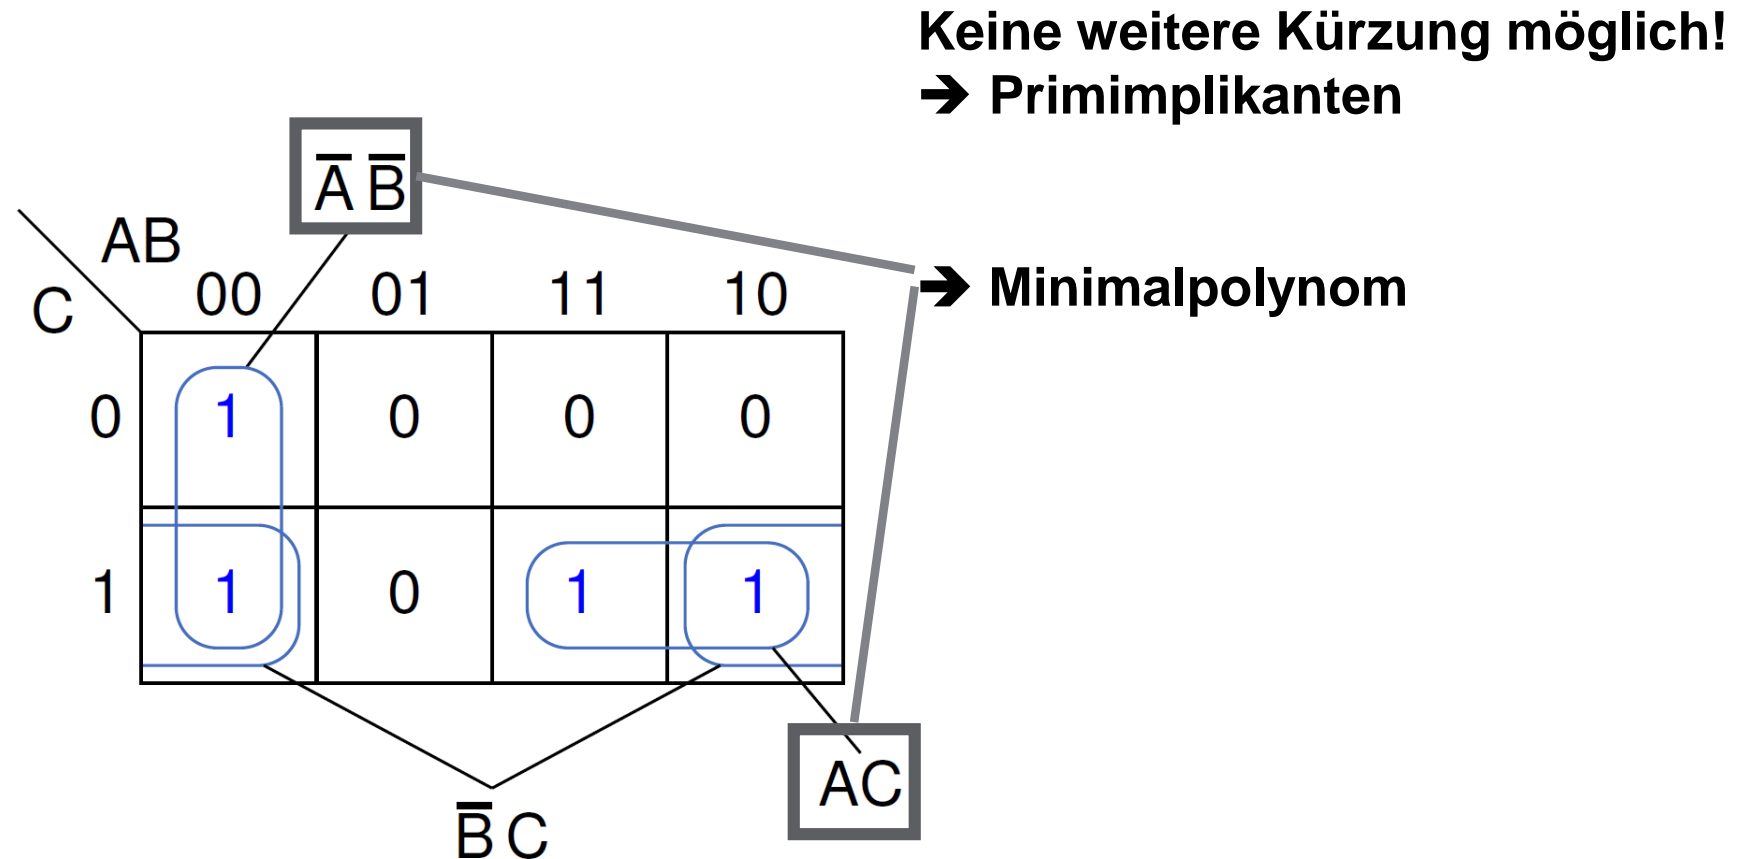 Keine weitere Kürzung möglich!
➔ Primimplikanten
A̅ B̅
AB
C
00 01 11 10
➔ Minimalpolynom
0 1 0 0 0
1 1 0 1 1
AC
B̅ C